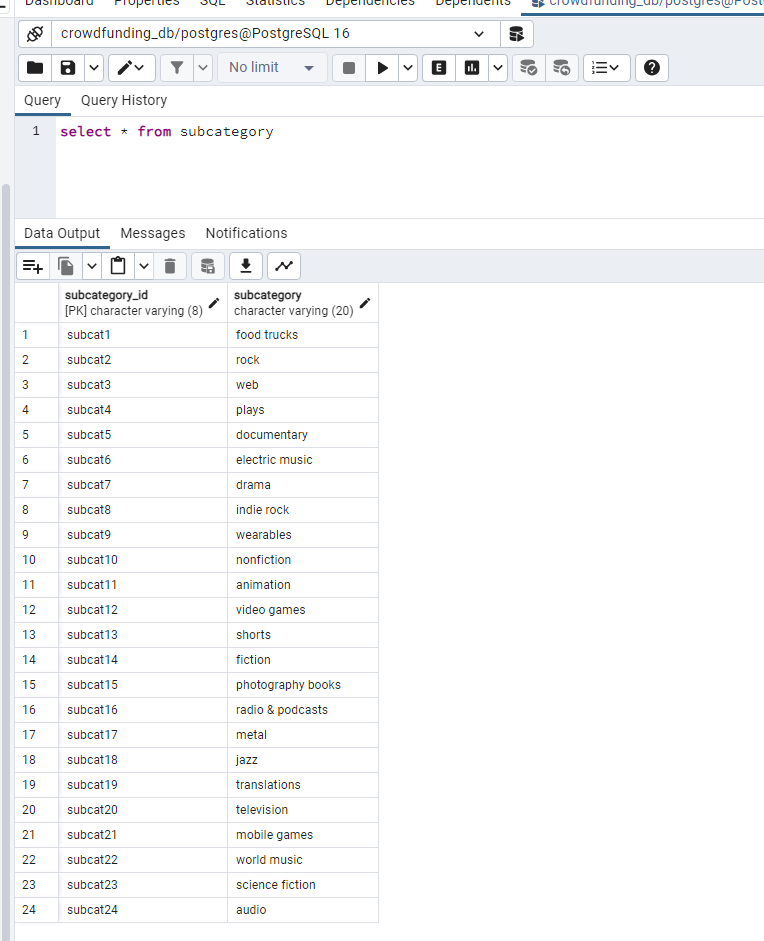 Dashboard Properties SQL Statistics Dependencies Dependents crowdfunding_db/postgres@PostgreSQL
crowdfunding_db/postgres@PostgreSQL 16
No limit
E
Query Query History
1 select * from subcategory
Data Output Messages Notifications
subcategory_id subcategory
[PK] character varying (8) character varying (20)
1 subcat1 food trucks
2 subcat2 rock
3 subcat3 web
4 subcat4 plays
5 subcat5 documentary
6 subcat6 electric music
7 subcat7 drama
8 subcat8 indie rock
9 subcat9 wearables
10 subcat10 nonfiction
11 subcat11 animation
12 subcat12 video games
13 subcat13 shorts
14 subcat14 fiction
15 subcat15 photography books
16 subcat16 radio & podcasts
17 subcat17 metal
18 subcat18 jazz
19 subcat19 translations
20 subcat20 television
21 subcat21 mobile games
22 subcat22 world music
23 subcat23 science fiction
24 subcat24 audio